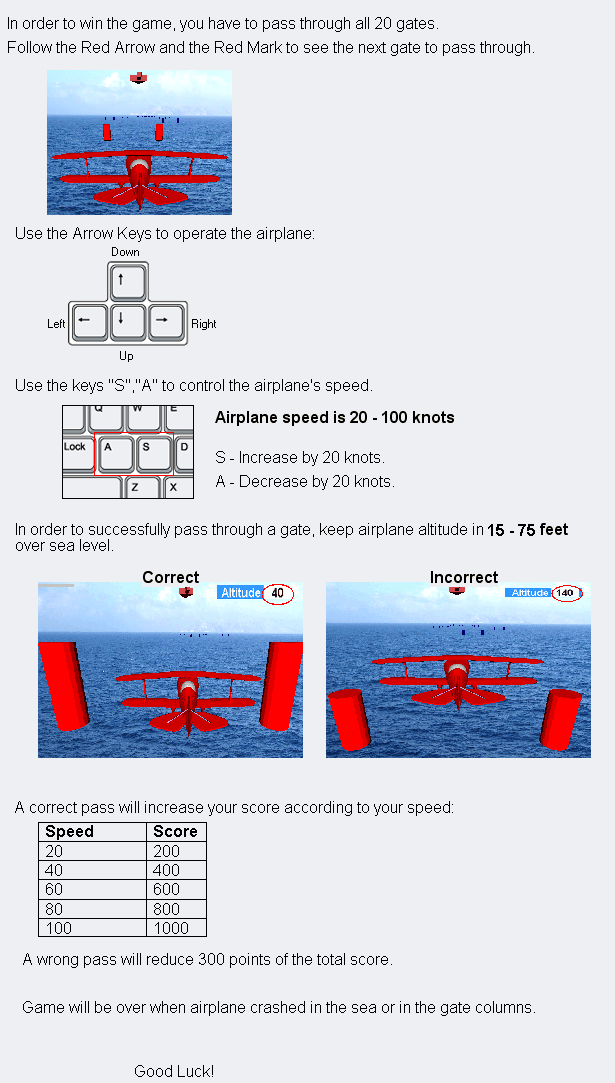 In order to win the game, you have to pass through all 20 gates.
Follow the Red Arrow and the Red Mark to see the next gate to pass through.
Use the Arrow Keys to operate the airplane:
Down
↑
Left ← ↓ → Right
Up
Use the keys "S","A" to control the airplane's speed.
Q W E
Lock A S D
Z X
Airplane speed is 20 - 100 knots
S - Increase by 20 knots.
A - Decrease by 20 knots.
In order to successfully pass through a gate, keep airplane altitude in 15 - 75 feet
over sea level.
Correct
Altitude 40
Incorrect
Altitude 140
A correct pass will increase your score according to your speed:
Speed Score
20 200
40 400
60 600
80 800
100 1000
A wrong pass will reduce 300 points of the total score.
Game will be over when airplane crashed in the sea or in the gate columns.
Good Luck!